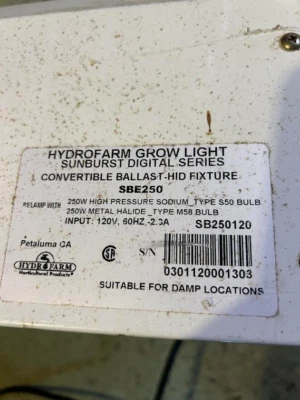 HYDROFARM GROW LIGHT
SUNBURST DIGITAL SERIES
CONVERTIBLE BALLAST-HID FIXTURE
SBE250
RELAMP WITH 250W HIGH PRESSURE SODIUM_TYPE S50 BULB
250W METAL HALIDE_TYPE M58 BULB
INPUT: 120V, 60HZ -2.3A
SB250120
Petaluma CA
S/N
HYDROFARM
Horticultural Products
0301120001303
SUITABLE FOR DAMP LOCATIONS